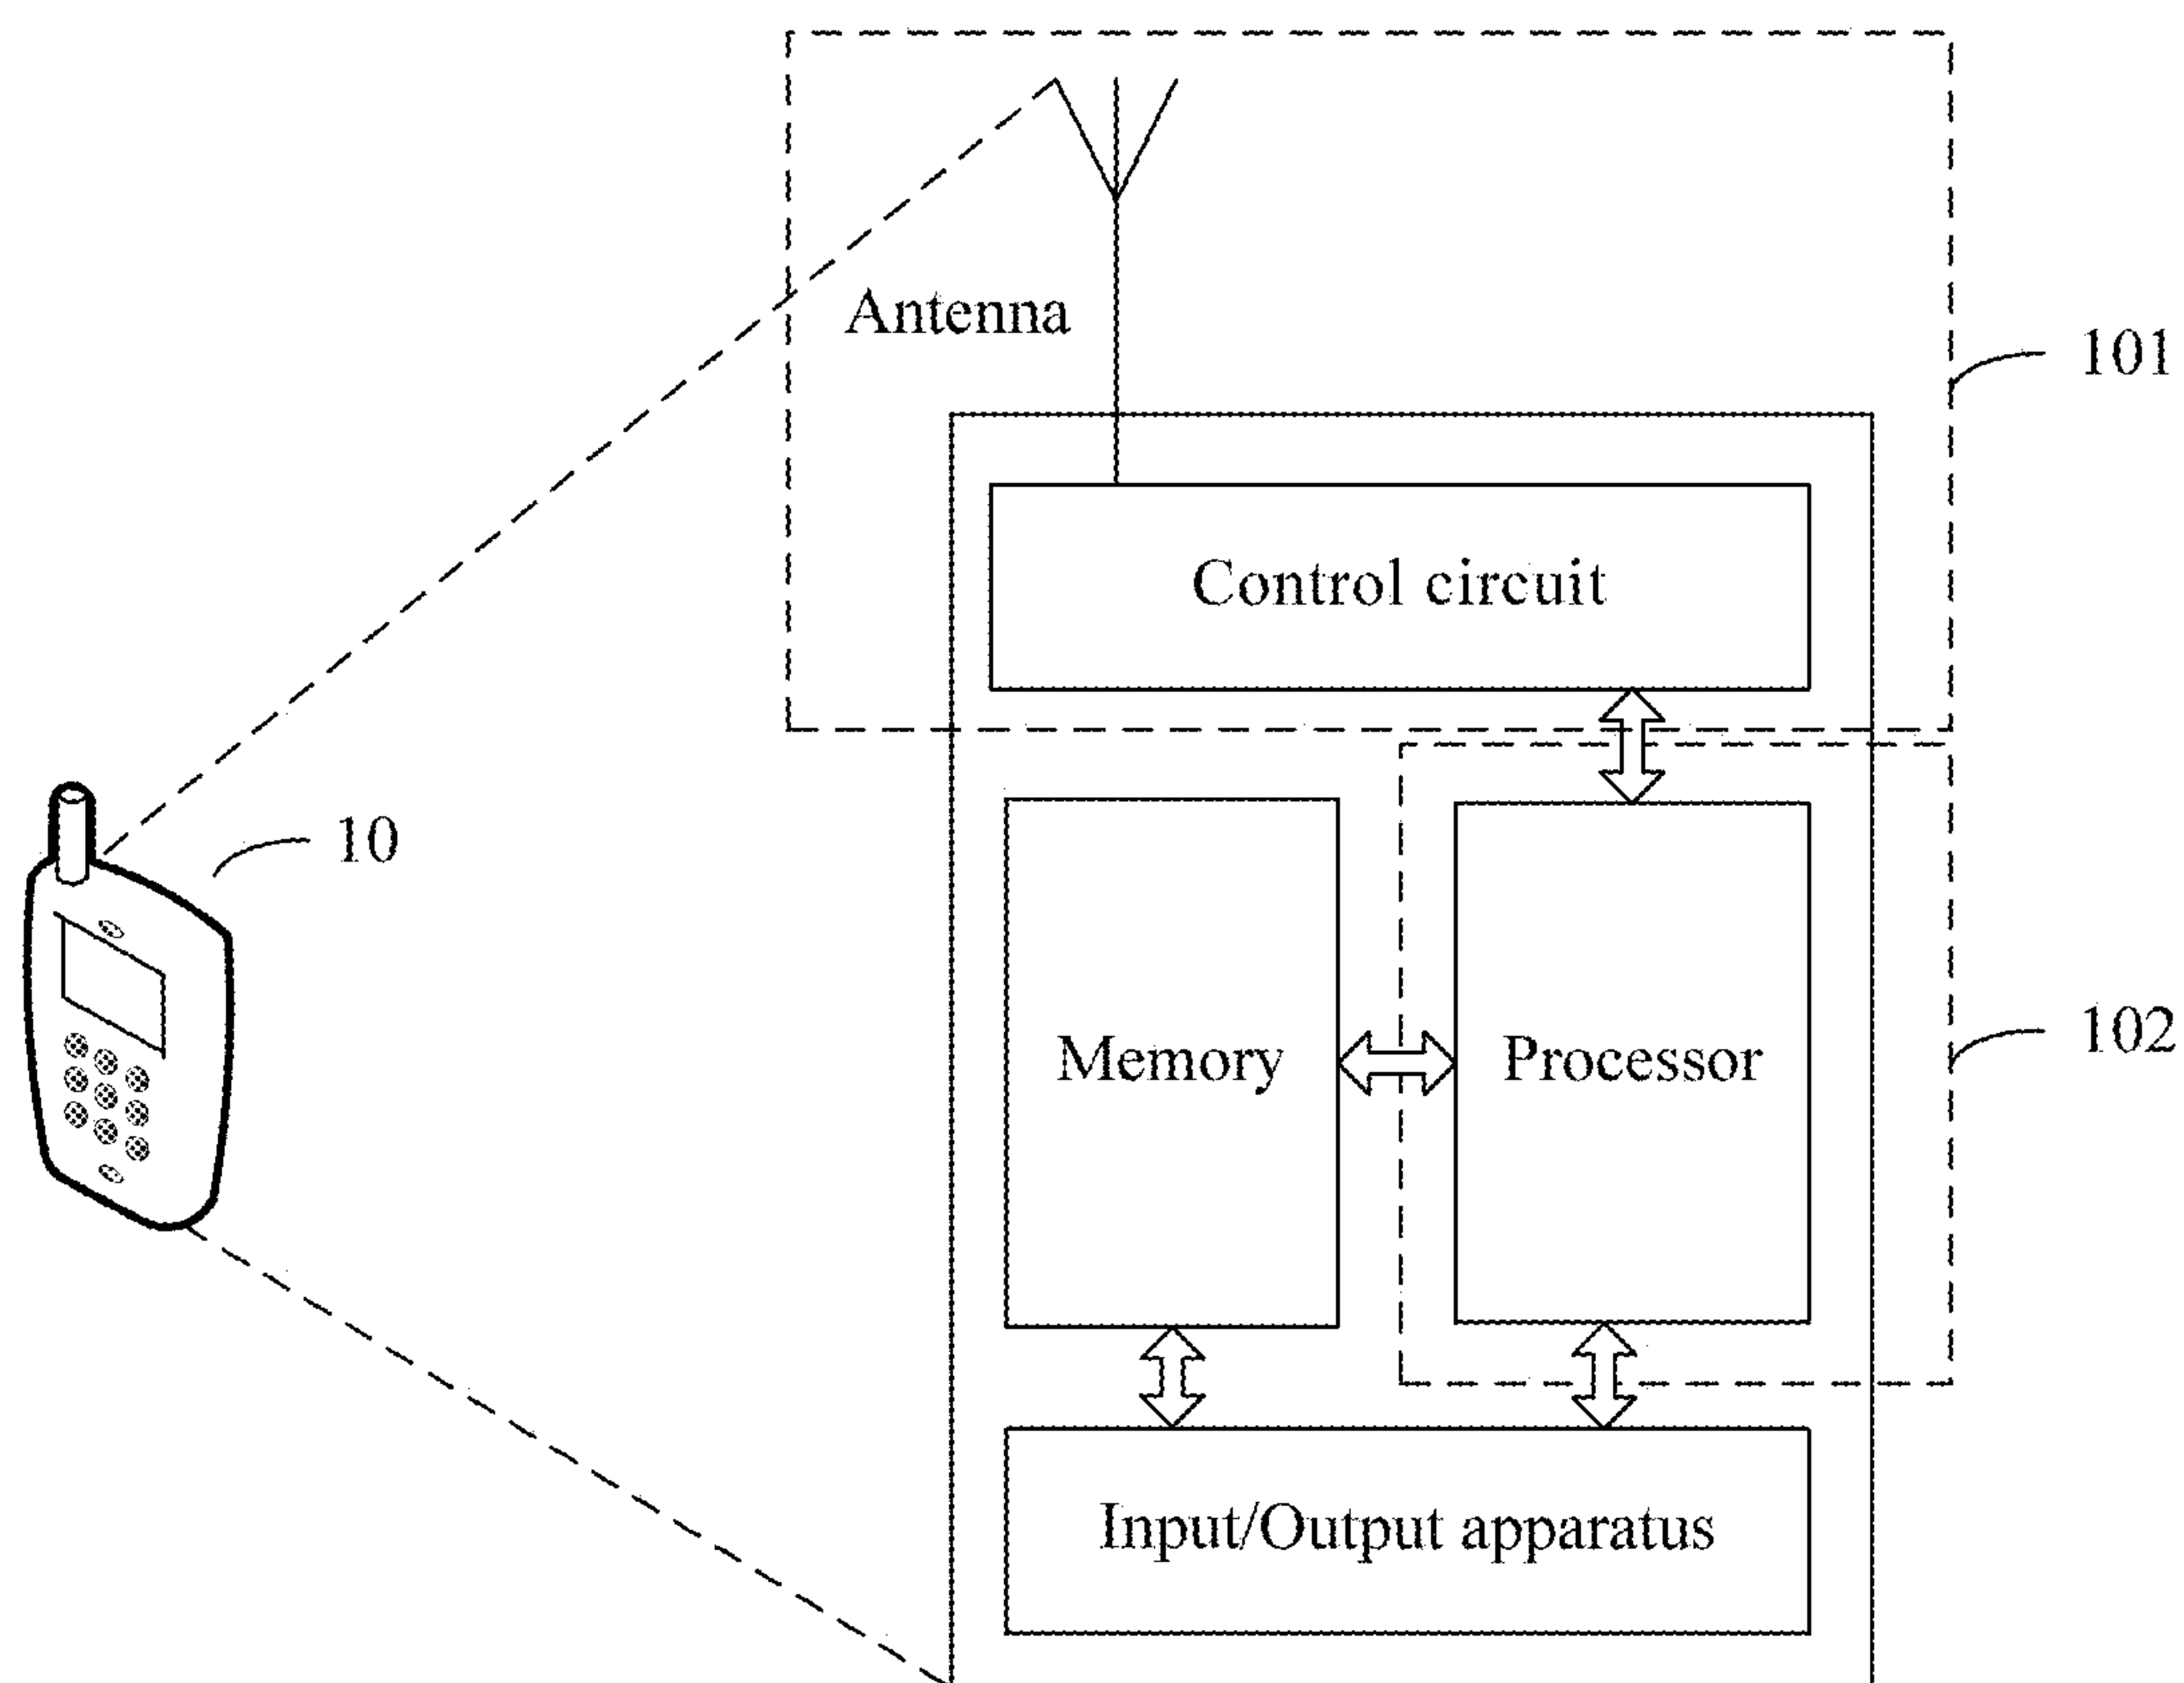 Antenna
101
Control circuit
10
Memory
Processor
102
Input/Output apparatus